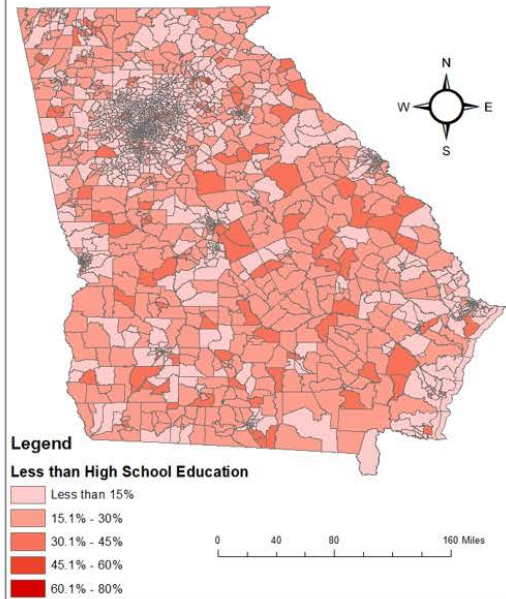 N
W E
S
Legend
Less than High School Education
Less than 15%
15.1% - 30%
30.1% - 45%
45.1% - 60%
60.1% - 80%
0 40 80 160 Miles